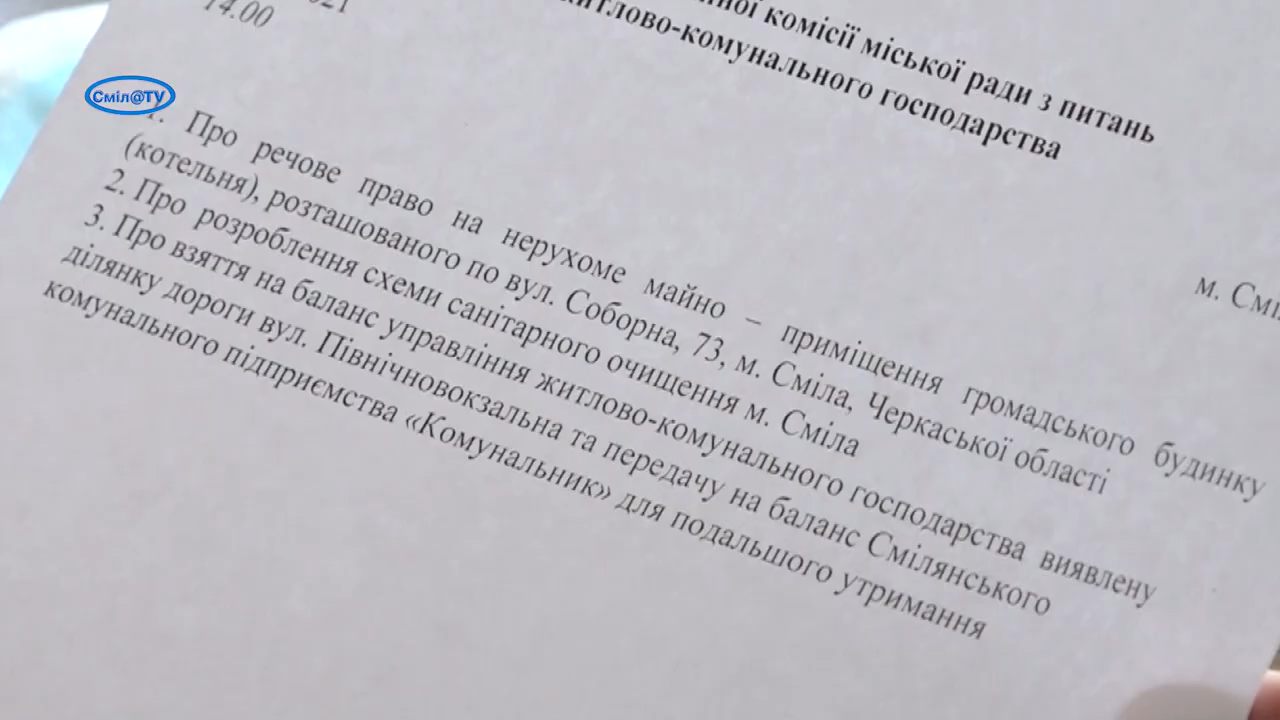 14.00
комісії міської ради з питань
житлово-комунального господарства
Сміл@ТV
м.
1. Про речове право на нерухоме майно – приміщення громадського будинку
(котельня), розташованого по вул. Соборна, 73, м. Сміла, Черкаської області
2. Про розроблення схеми санітарного очищення м. Сміла
3. Про взяття на баланс управління житлово-комунального господарства виявлену
ділянку дороги вул. Північновокзальна та передачу на баланс Смілянського
комунального підприємства «Комунальник» для подальшого утримання